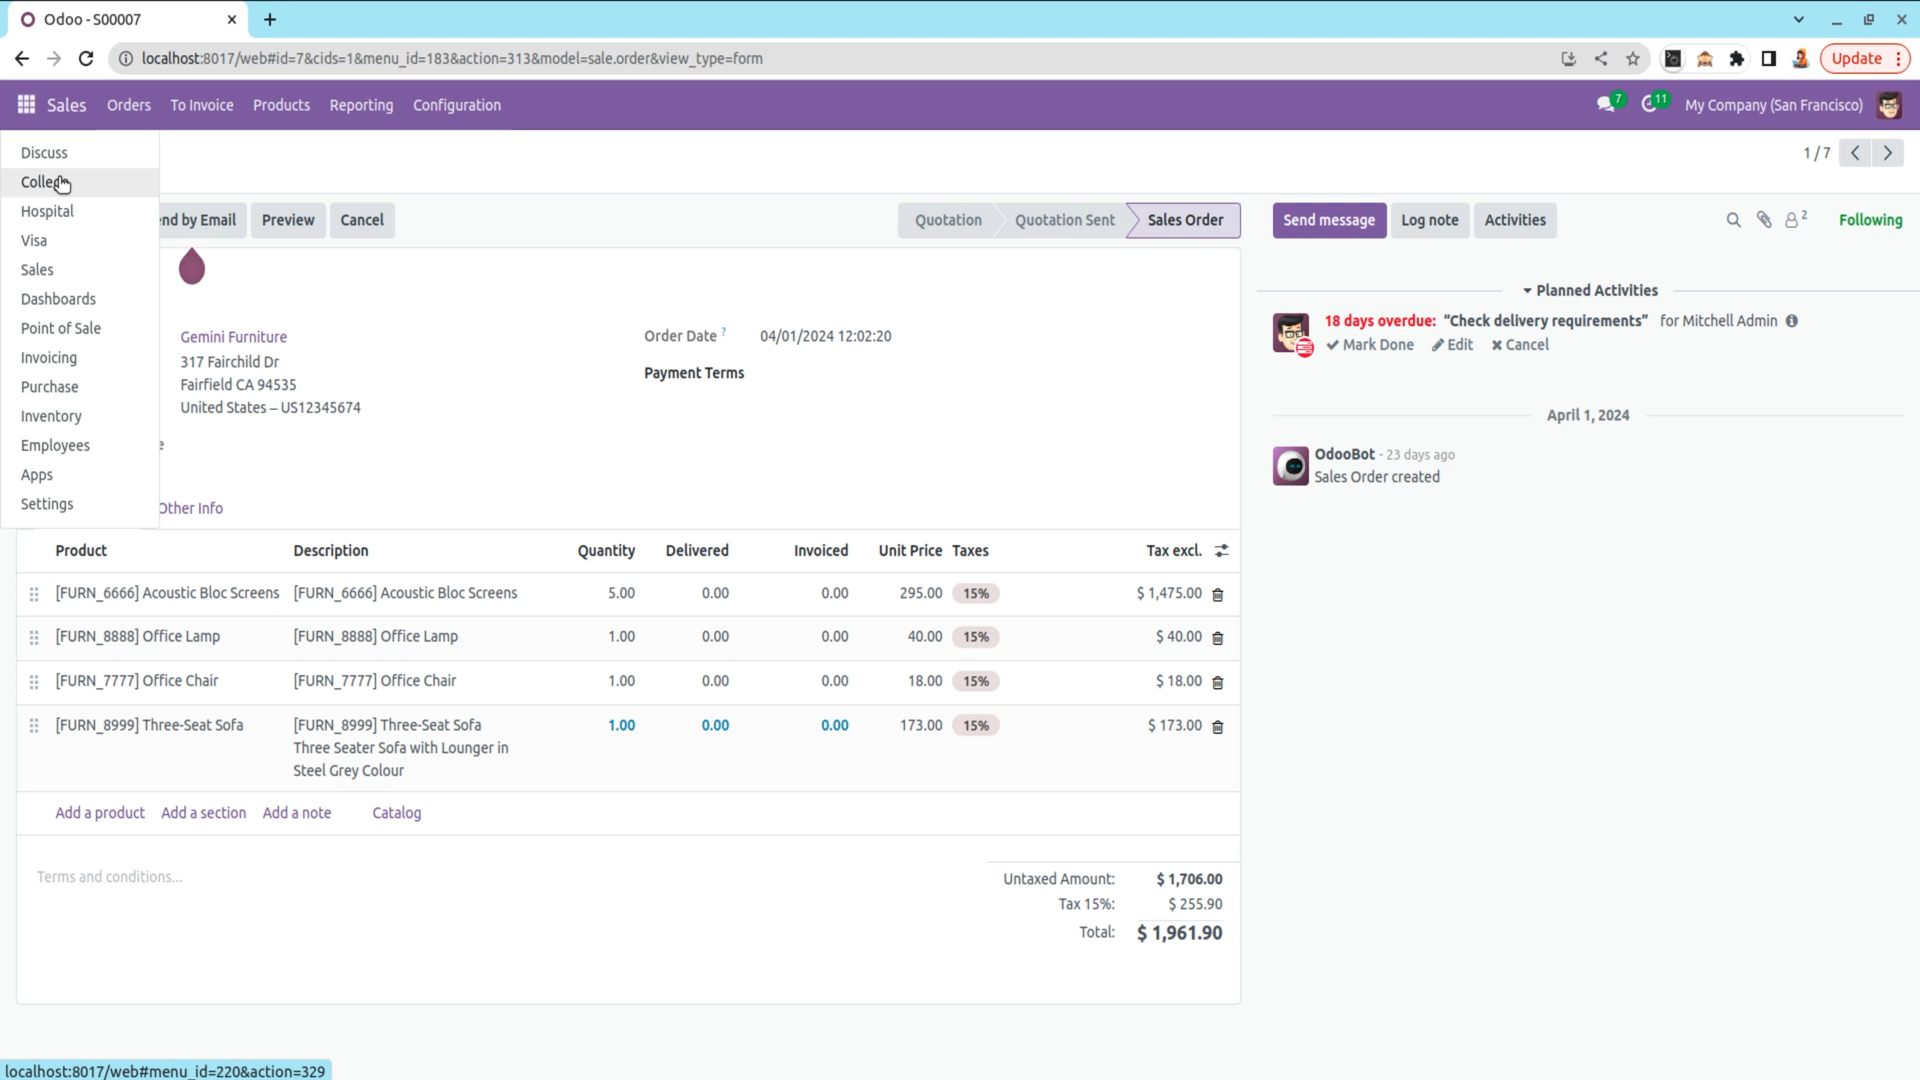 Odoo - S00007
localhost:8017/web#id=7&cids=1&menu_id=183&action=313&model=sale.order&view_type=form
Update
Sales Orders To Invoice Products Reporting Configuration
7 11 My Company (San Francisco)
1 / 7
Discuss
Hospital
Visa
Sales
Dashboards
Point of Sale
Invoicing
Purchase
Inventory
Employees
Apps
Settings
nd by Email Preview Cancel
Quotation Quotation Sent Sales Order
Send message Log note Activities
2 Following
Gemini Furniture
317 Fairchild Dr
Fairfield CA 94535
United States – US12345674
Order Date ? 04/01/2024 12:02:20
Payment Terms
e
Other Info
Planned Activities
18 days overdue: “Check delivery requirements” for Mitchell Admin
Mark Done Edit Cancel
April 1, 2024
OdooBot - 23 days ago
Sales Order created
Product Description Quantity Delivered Invoiced Unit Price Taxes Tax excl.
[FURN_6666] Acoustic Bloc Screens [FURN_6666] Acoustic Bloc Screens 5.00 0.00 0.00 295.00 15% $ 1,475.00
[FURN_8888] Office Lamp [FURN_8888] Office Lamp 1.00 0.00 0.00 40.00 15% $ 40.00
[FURN_7777] Office Chair [FURN_7777] Office Chair 1.00 0.00 0.00 18.00 15% $ 18.00
[FURN_8999] Three-Seat Sofa [FURN_8999] Three-Seat Sofa 1.00 0.00 0.00 173.00 15% $ 173.00
Three Seater Sofa with Lounger in
Steel Grey Colour
Add a product Add a section Add a note Catalog
Terms and conditions...
Untaxed Amount: $ 1,706.00
Tax 15%: $ 255.90
Total: $ 1,961.90
localhost:8017/web#menu_id=220&action=329